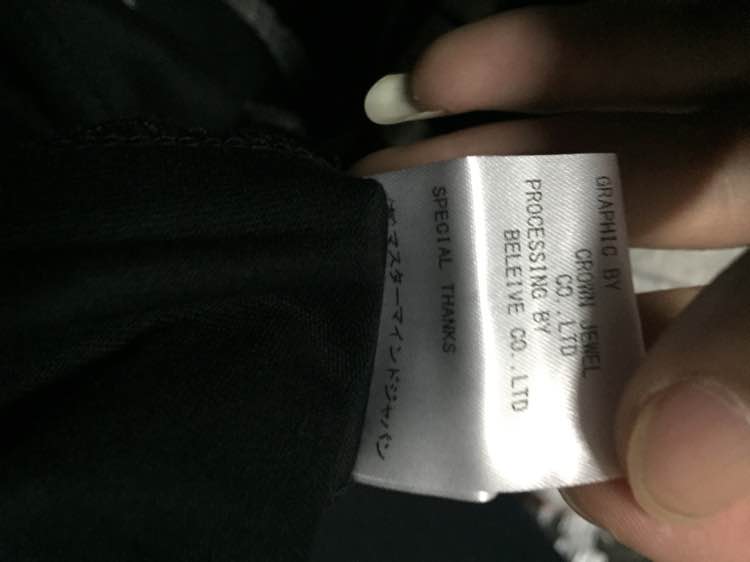 GRAPHIC BY
CROWN JEWEL
CO.,LTD
PROCESSING BY
BELEIVE CO.,LTD
SPECIAL THANKS
マスターマインドジャパン